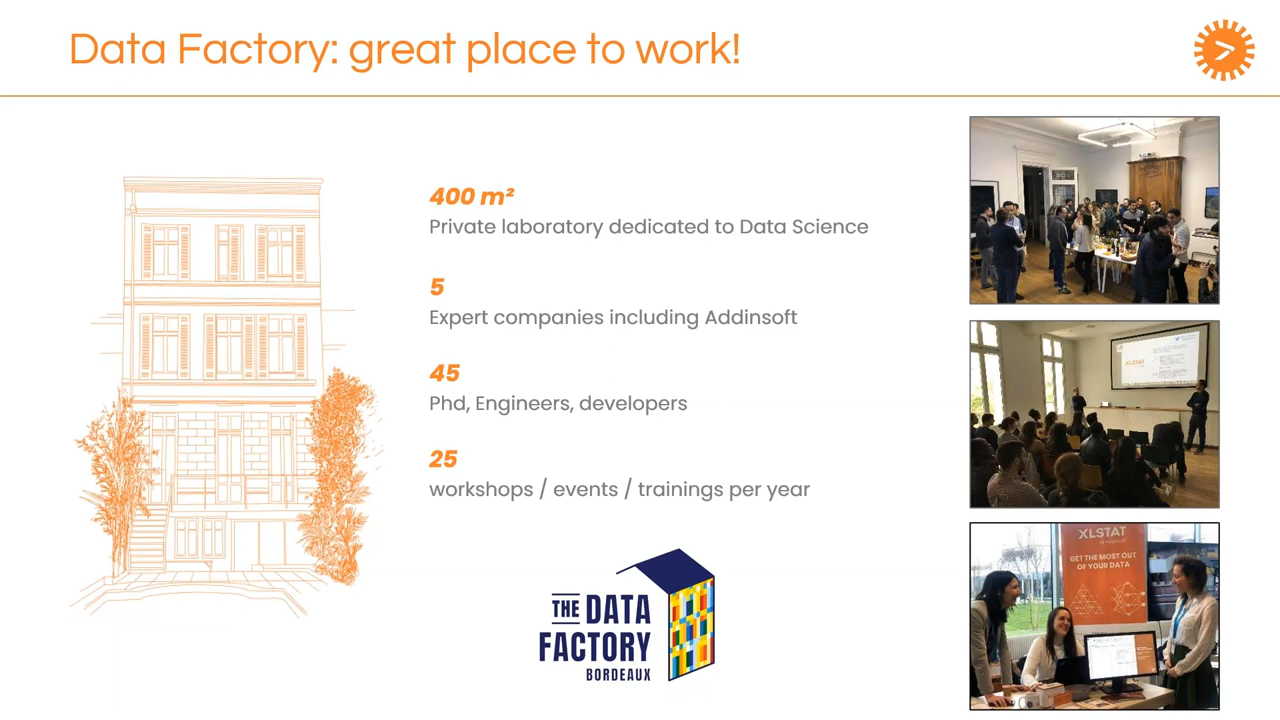 Data Factory: great place to work!
400 m²
Private laboratory dedicated to Data Science
5
Expert companies including Addinsoft
45
Phd, Engineers, developers
25
workshops / events / trainings per year
THE DATA
FACTORY
BORDEAUX
XLSTAT
XLSTAT
GET THE MOST OUT
OF YOUR DATA